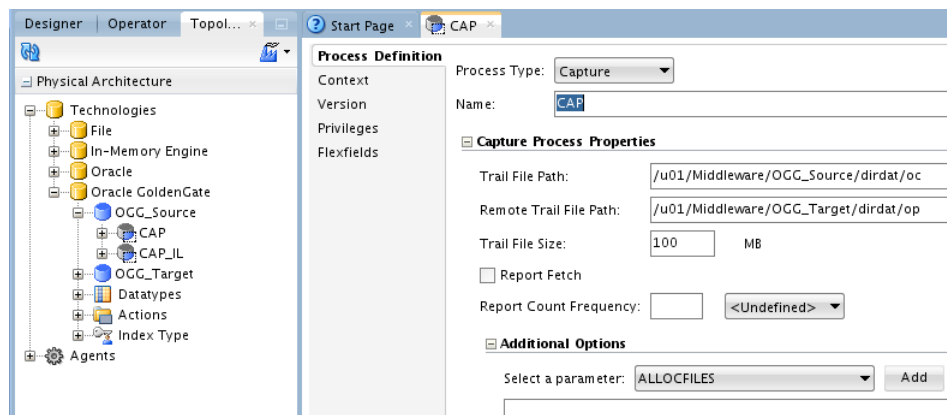 Designer Operator Topol...
Start Page CAP
Physical Architecture
Technologies
File
In-Memory Engine
Oracle
Oracle GoldenGate
OGG_Source
CAP
CAP_IL
OGG_Target
Datatypes
Actions
Index Type
Agents
Process Definition
Context
Version
Privileges
Flexfields
Process Type: Capture
Name: CAP
Capture Process Properties
Trail File Path: /u01/Middleware/OGG_Source/dirdat/oc
Remote Trail File Path: /u01/Middleware/OGG_Target/dirdat/op
Trail File Size: 100 MB
Report Fetch
Report Count Frequency: <Undefined>
Additional Options
Select a parameter: ALLOCFILES Add